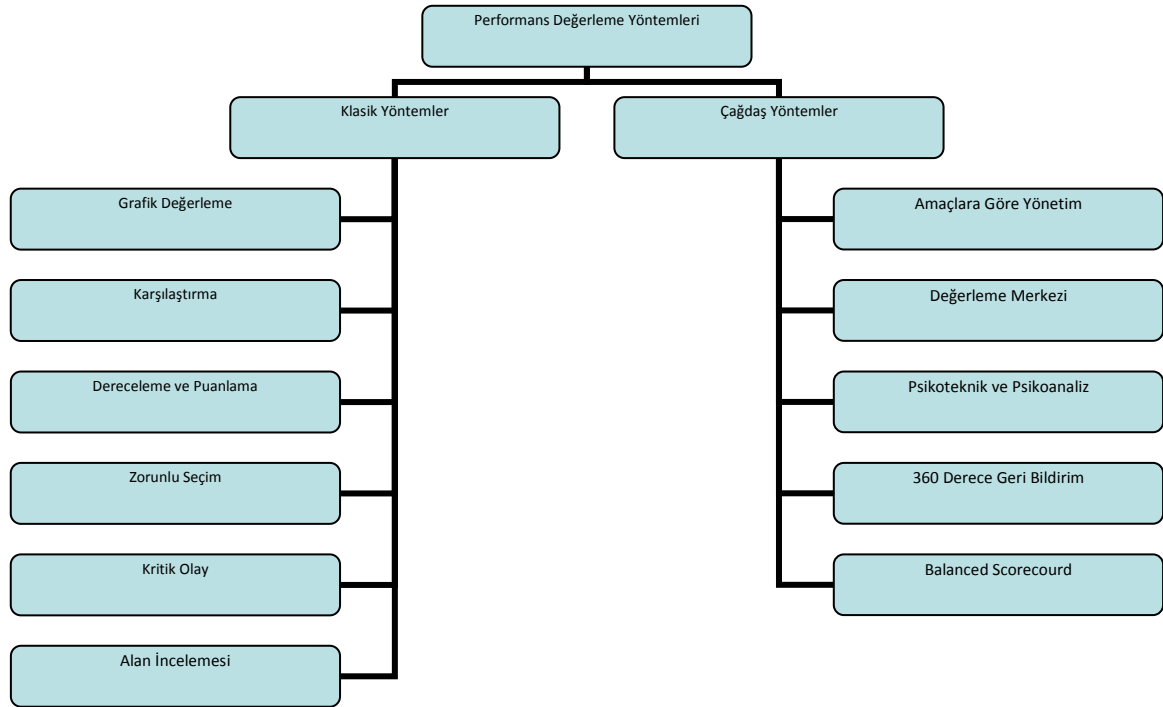 Performans Değerleme Yöntemleri
Klasik Yöntemler
Çağdaş Yöntemler
Grafik Değerleme
Karşılaştırma
Dereceleme ve Puanlama
Zorunlu Seçim
Kritik Olay
Alan İncelemesi
Amaçlara Göre Yönetim
Değerleme Merkezi
Psikoteknik ve Psikoanaliz
360 Derece Geri Bildirim
Balanced Scorecourd